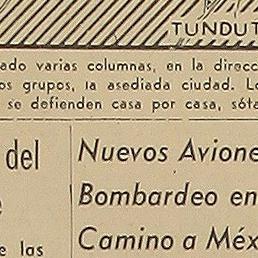 TUNDUT
ado varias columnas, en la direcc
os grupos, la asediada ciudad. Lo
se defienden casa por casa, sóta
del
Nuevos Avione
Bombardeo en
Camino a Méx
e las